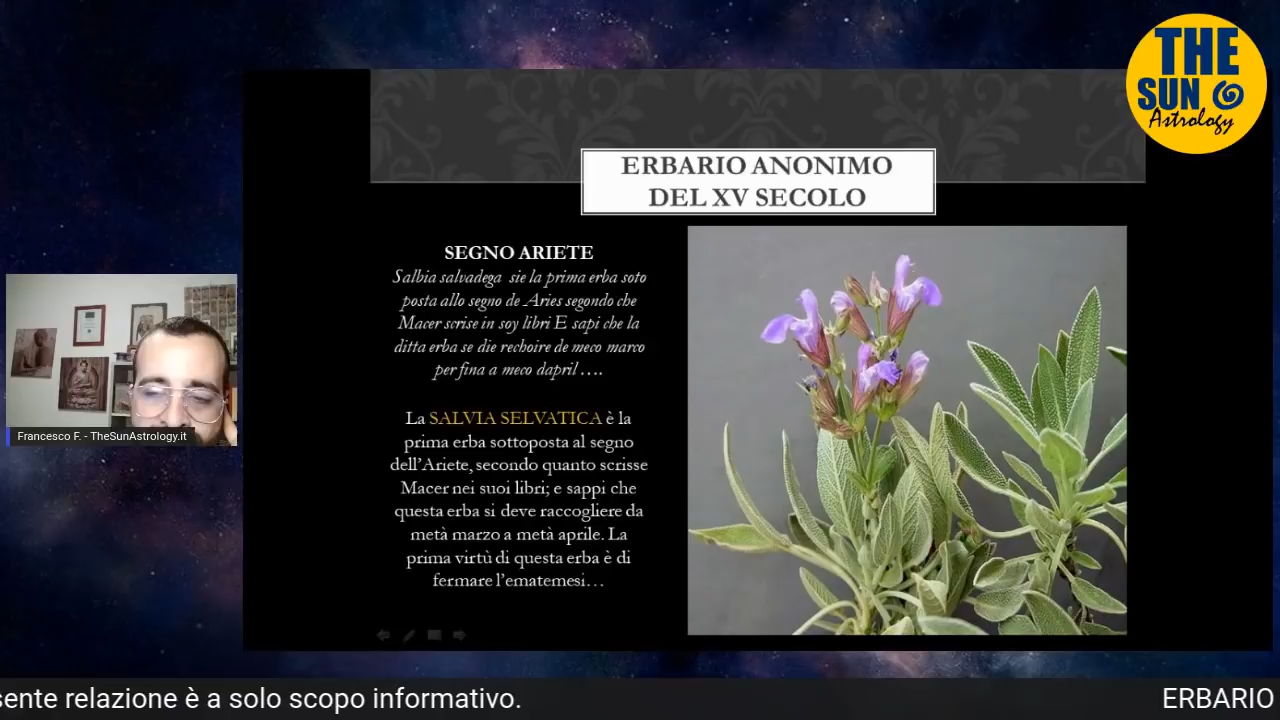 THE
SUN
Astrology
ERBARIO ANONIMO
DEL XV SECOLO
SEGNO ARIETE
Salbia salvadega sie la prima erba soto
posta allo segno de Aries segondo che
Macer scrise in soy libri E sapi che la
ditta erba se die rechoire de meco marco
per fina a meco dapril ….
La SALVIA SELVATICA è la
prima erba sottoposta al segno
dell’Ariete, secondo quanto scrisse
Macer nei suoi libri; e sappi che
questa erba si deve raccogliere da
metà marzo a metà aprile. La
prima virtù di questa erba è di
fermare l’ematemesi…
Francesco F. - TheSunAstrology.it
sente relazione è a solo scopo informativo.
ERBARIO